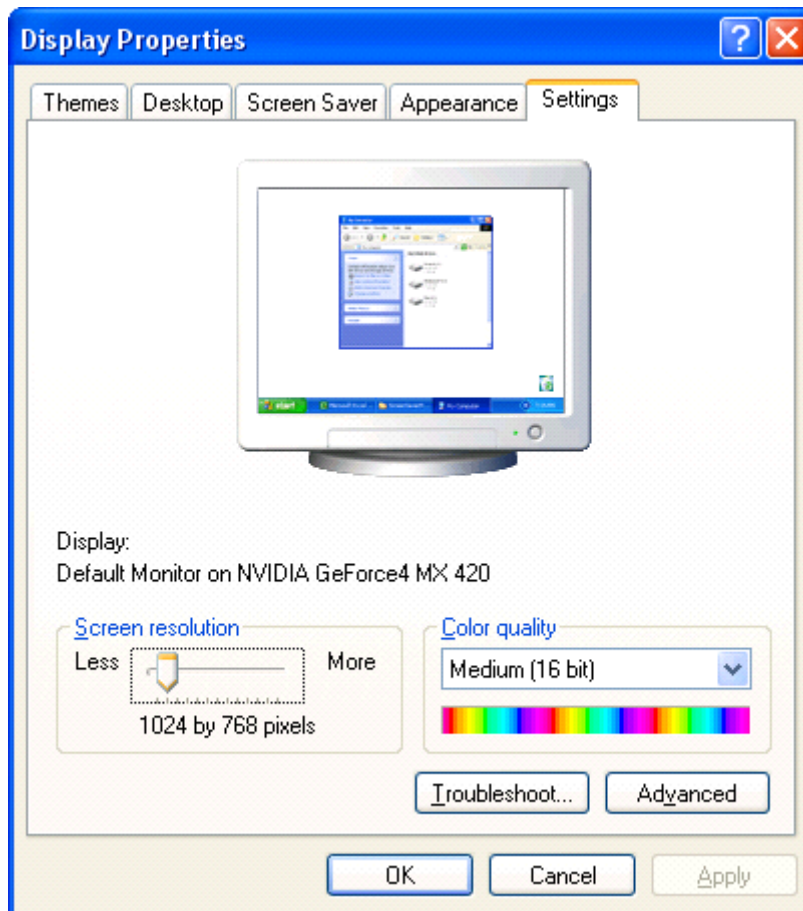 Display Properties
Themes Desktop Screen Saver Appearance Settings
start
Display:
Default Monitor on NVIDIA GeForce4 MX 420
Screen resolution
Less More
1024 by 768 pixels
Color quality
Medium (16 bit)
Troubleshoot... Advanced
OK Cancel Apply